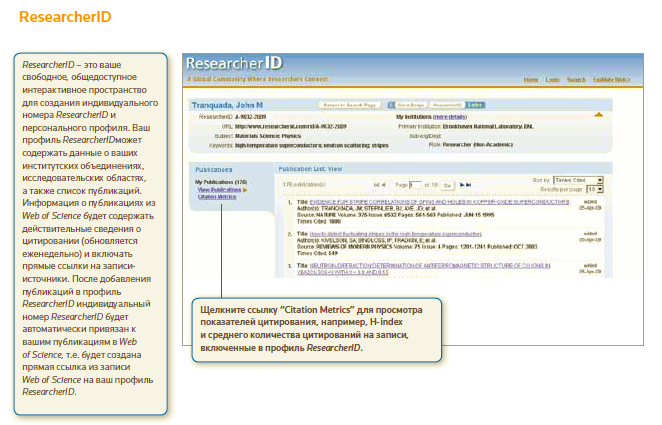 ResearcherID
ResearcherID – это ваше
свободное, общедоступное
интерактивное пространство
для создания индивидуального
номера ResearcherID и
персонального профиля. Ваш
профиль ResearcherIDможет
содержать данные о ваших
институтских объединениях,
исследовательских областях,
а также список публикаций.
Информация о публикациях из
Web of Science будет содержать
действительные сведения о
цитировании (обновляется
еженедельно) и включать
прямые ссылки на записи-
источники. После добавления
публикаций в профиль
ResearcherID индивидуальный
номер ResearcherID будет
автоматически привязан к
вашим публикациям в Web
of Science, т.е. будет создана
прямая ссылка из записи
Web of Science на ваш профиль
ResearcherID.
ResearcherID
A Global Community Where Researchers Connect
Home Login Search EndNote Web >
Tranquada, John M
Return to Search Page Get a Badge ResearcherID Labs
ResearcherID: A-9832-2009
URL: http://www.researcherid.com/rid/A-9832-2009
Subject: Materials Science; Physics
Keywords: high-temperature superconductors; neutron scattering; stripes
My Institutions (more details)
Primary Institution: Brookhaven National Laboratory, BNL
Sub-org/Dept:
Role: Researcher (Non-Academic)
Publications
My Publications (176)
View Publications
Citation Metrics
Publication List: View
176 publication(s)
Page 1 of 18 Go
Sort by: Times Cited
Results per page: 10
1. Title: EVIDENCE FOR STRIPE CORRELATIONS OF SPINS AND HOLES IN COPPER-OXIDE SUPERCONDUCTORS
Author(s): TRANQUADA, JM; STERNLIEB, BJ; AXE, JD; et al.
Source: NATURE Volume: 375 Issue: 6532 Pages: 561-563 Published: JUN 15 1995
Times Cited: 1800
added
05-Apr-09
2. Title: How to detect fluctuating stripes in the high-temperature superconductors
Author(s): KIVELSON, SA; BINDLOSS, IP; FRADKIN, E; et al.
Source: REVIEWS OF MODERN PHYSICS Volume: 75 Issue: 4 Pages: 1201-1241 Published: OCT 2003
Times Cited: 549
added
05-Apr-09
3. Title: NEUTRON-DIFFRACTION DETERMINATION OF ANTIFERROMAGNETIC STRUCTURE OF CU IONS IN
added
05-Apr-09
Щелкните ссылку “Citation Metrics” для просмотра
показателей цитирования, например, H-index
и среднего количества цитирований на записи,
включенные в профиль ResearcherID.